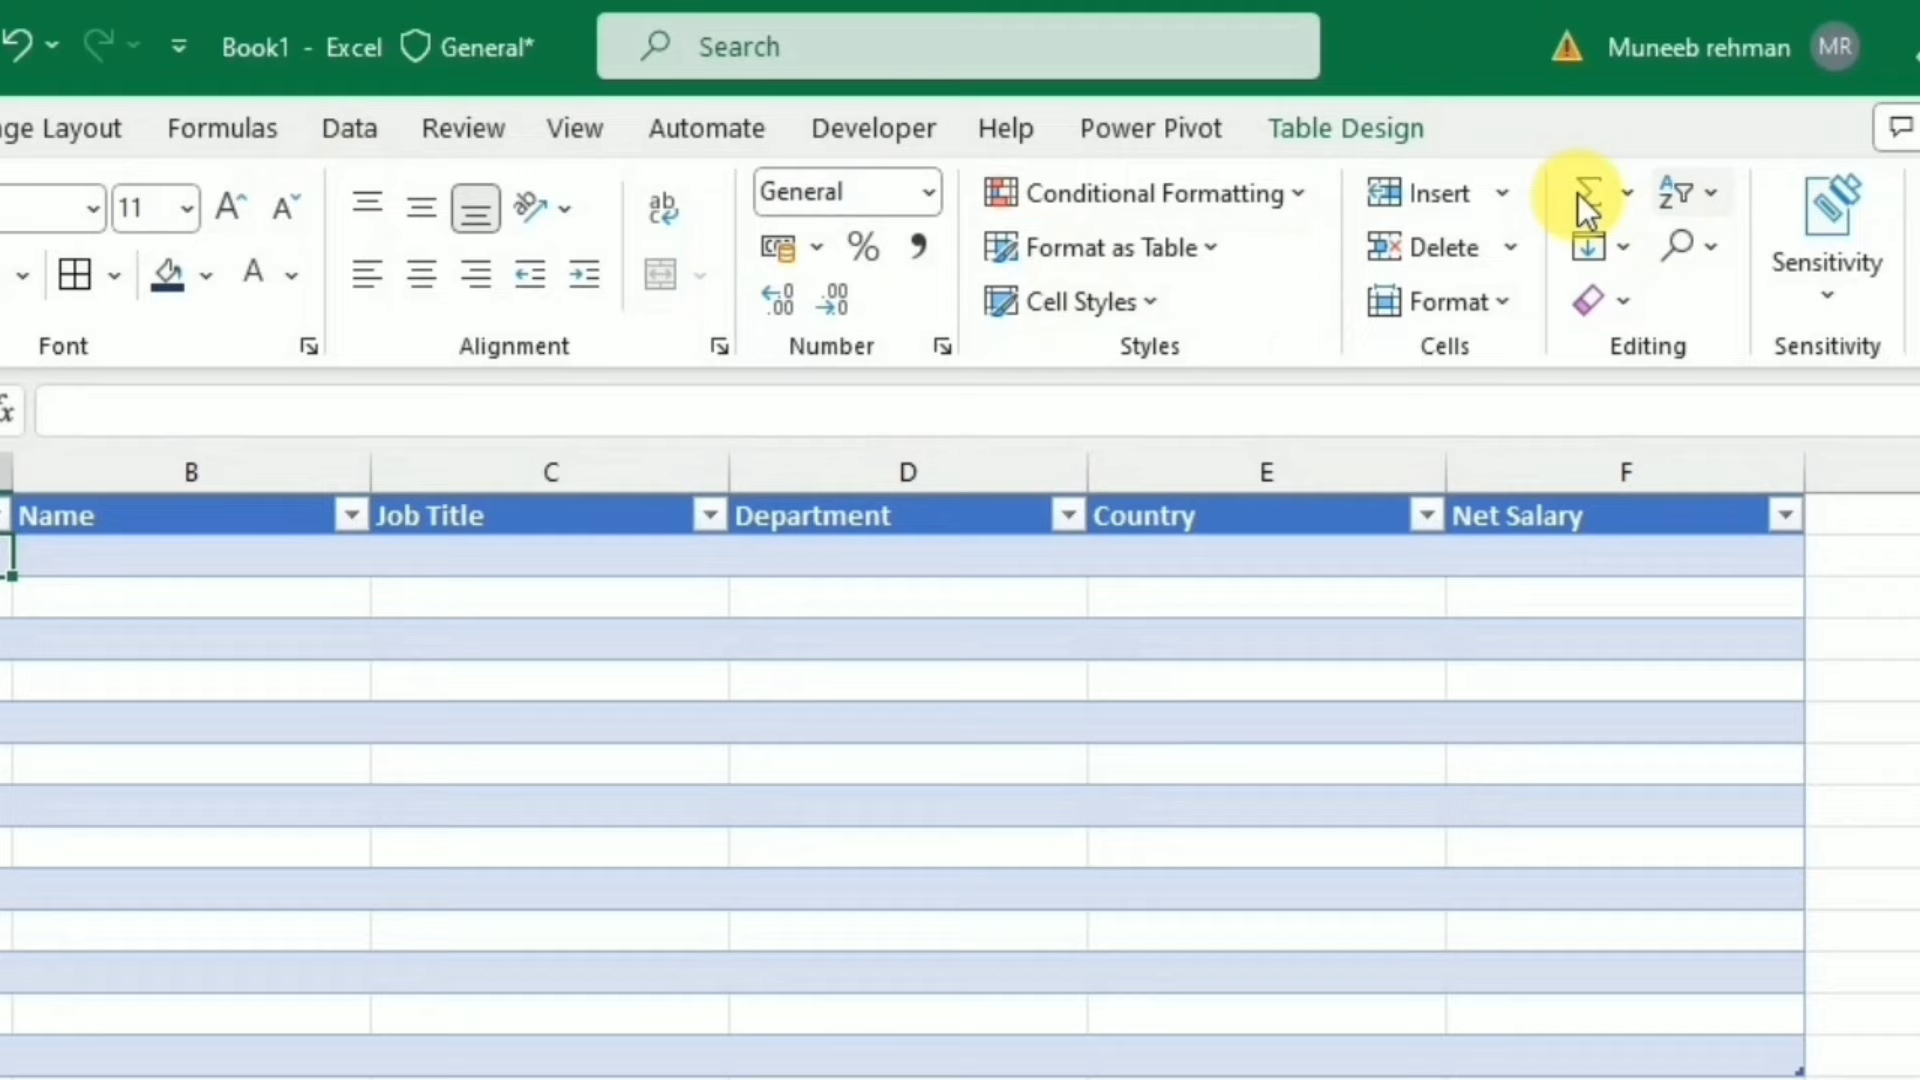 Book1 - Excel General*
Search
Muneeb rehman MR
ge Layout Formulas Data Review View Automate Developer Help Power Pivot Table Design
11 General Conditional Formatting Insert
Format as Table Delete
Cell Styles Format
Sensitivity
Font Alignment Number Styles Cells Editing Sensitivity
B C D E F
Name Job Title Department Country Net Salary